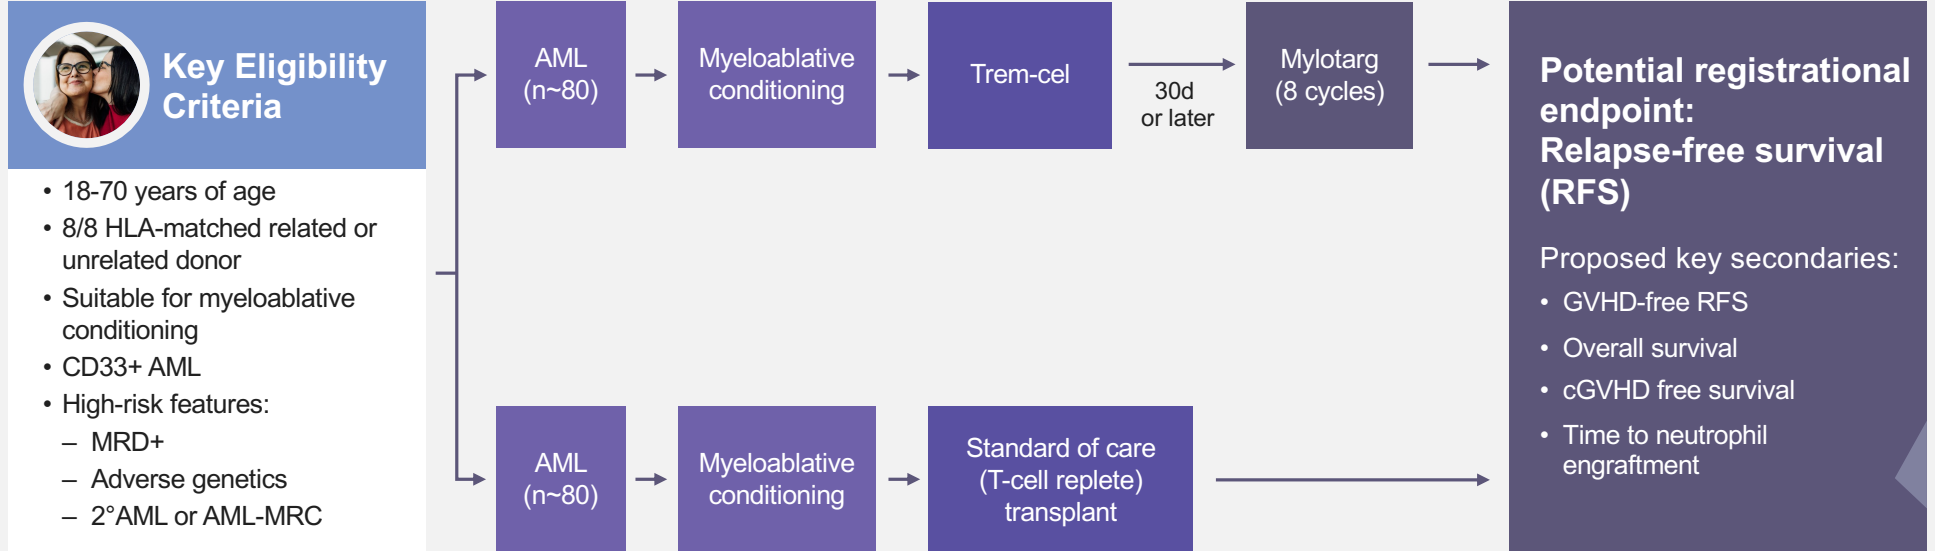 Key Eligibility
Criteria
• 18-70 years of age
• 8/8 HLA-matched related or
unrelated donor
• Suitable for myeloablative
conditioning
• CD33+ AML
• High-risk features:
– MRD+
– Adverse genetics
– 2°AML or AML-MRC
AML
(n~80)
Myeloablative
conditioning
Trem-cel
30d
or later
Mylotarg
(8 cycles)
AML
(n~80)
Myeloablative
conditioning
Standard of care
(T-cell replete)
transplant
Potential registrational
endpoint:
Relapse-free survival
(RFS)
Proposed key secondaries:
• GVHD-free RFS
• Overall survival
• cGVHD free survival
• Time to neutrophil
engraftment